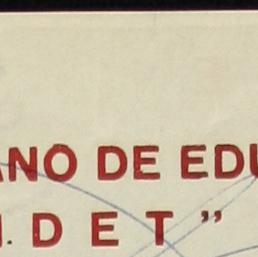 ANO DE EDU
. D E T"